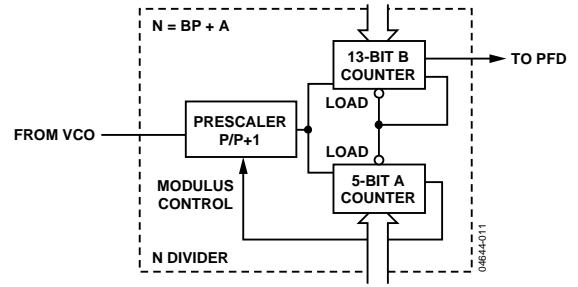 N = BP + A
13-BIT B
COUNTER
TO PFD
LOAD
PRESCALER
P/P+1
FROM VCO
LOAD
MODULUS
CONTROL
5-BIT A
COUNTER
N DIVIDER
04644-011